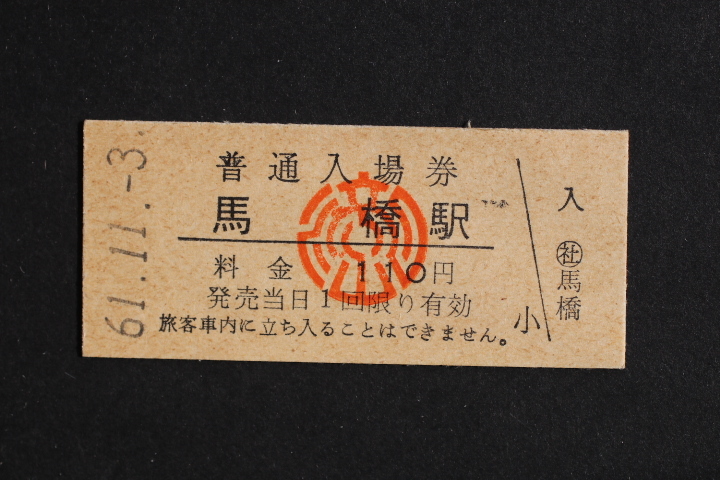 61.11.-3.
普通入場券
馬橋駅
料金 110円
発売当日1回限り有効
旅客車内に立ち入ることはできません。
小
入
㊓馬橋